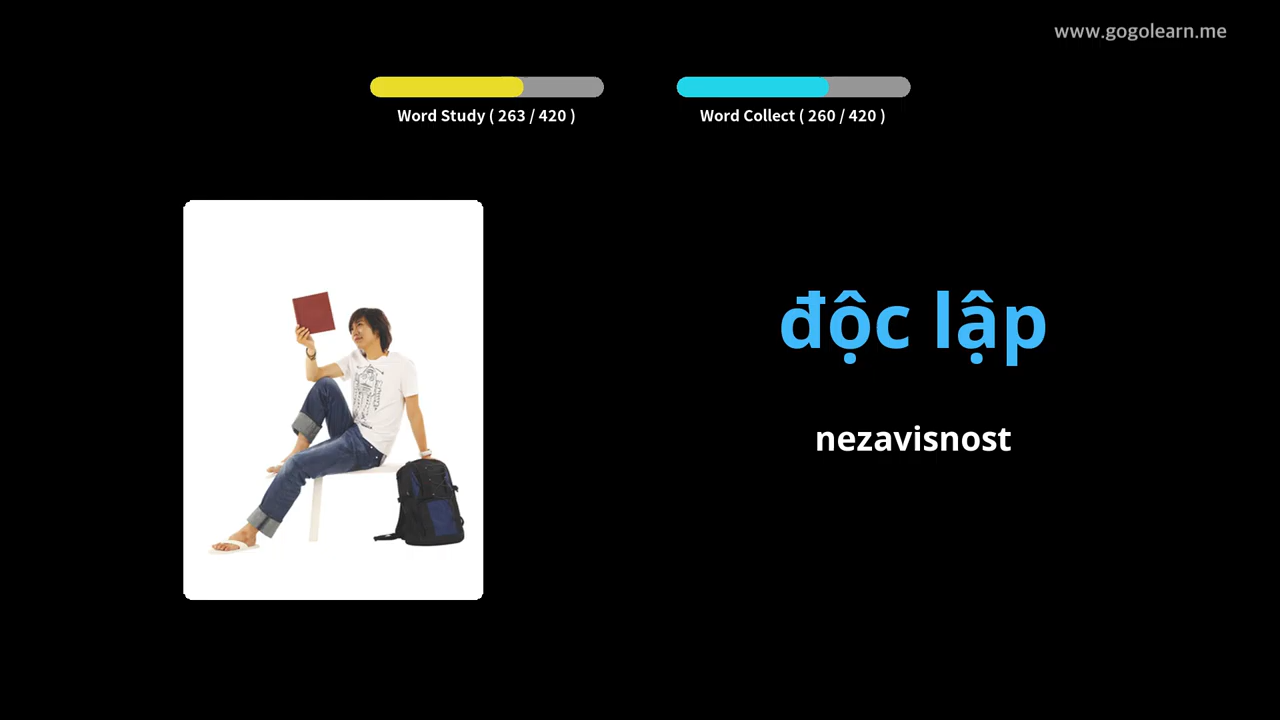 www.gogolearn.me
Word Study ( 263 / 420 )
Word Collect ( 260 / 420 )
độc lập
nezavisnost